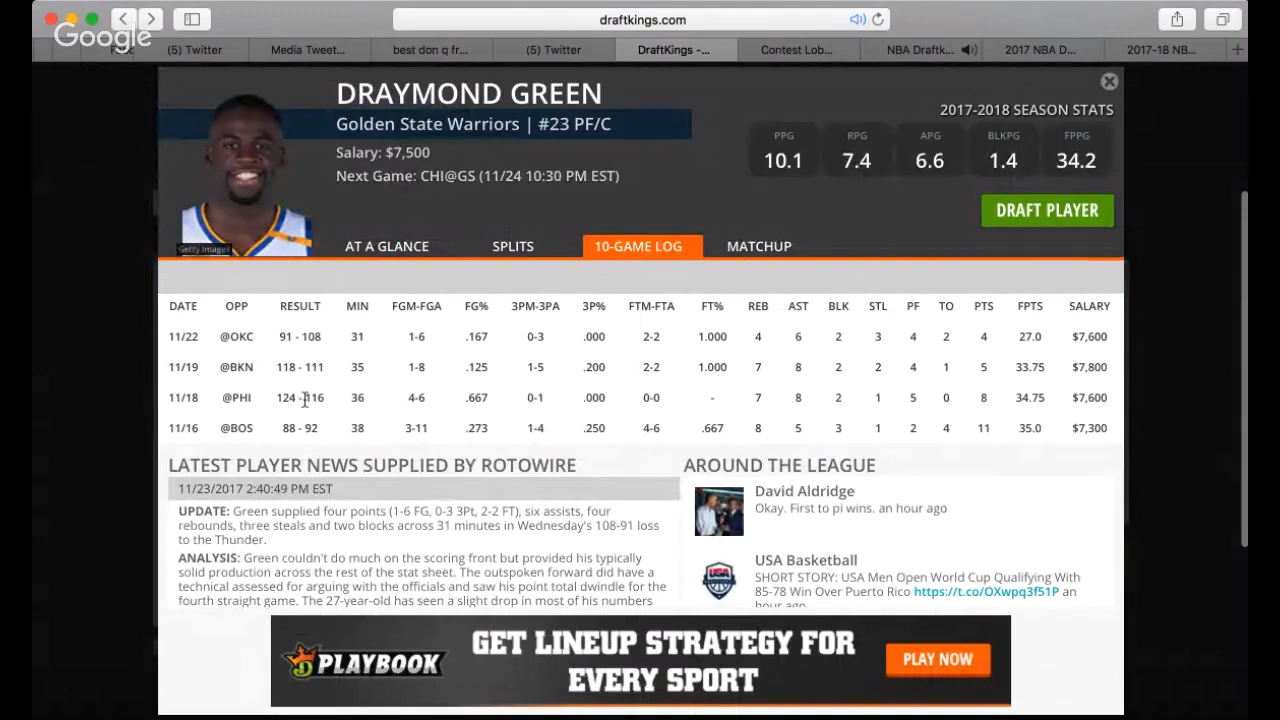 Google
draftkings.com
(5) Twitter
Media Tweet...
best don q fr...
(5) Twitter
DraftKings -...
Contest Lob...
NBA Draftk...
2017 NBA D...
2017-18 NB...
DRAYMOND GREEN
Golden State Warriors | #23 PF/C
Salary: $7,500
Next Game: CHI@GS (11/24 10:30 PM EST)
2017-2018 SEASON STATS
PPG RPG APG BLKPG FPPG
10.1 7.4 6.6 1.4 34.2
DRAFT PLAYER
Getty Images
AT A GLANCE SPLITS 10-GAME LOG MATCHUP
DATE OPP RESULT MIN FGM-FGA FG% 3PM-3PA 3P% FTM-FTA FT% REB AST BLK STL PF TO PTS FPTS SALARY
11/22 @OKC 91 - 108 31 1-6 .167 0-3 .000 2-2 1.000 4 6 2 3 4 2 4 27.0 $7,600
11/19 @BKN 118 - 111 35 1-8 .125 1-5 .200 2-2 1.000 7 8 2 2 4 1 5 33.75 $7,800
11/18 @PHI 124 - 116 36 4-6 .667 0-1 .000 0-0 - 7 8 2 1 5 0 8 34.75 $7,600
11/16 @BOS 88 - 92 38 3-11 .273 1-4 .250 4-6 .667 8 5 3 1 2 4 11 35.0 $7,300
LATEST PLAYER NEWS SUPPLIED BY ROTOWIRE
11/23/2017 2:40:49 PM EST
UPDATE: Green supplied four points (1-6 FG, 0-3 3Pt, 2-2 FT), six assists, four
rebounds, three steals and two blocks across 31 minutes in Wednesday's 108-91 loss
to the Thunder.
ANALYSIS: Green couldn't do much on the scoring front but provided his typically
solid production across the rest of the stat sheet. The outspoken forward did have a
technical assessed for arguing with the officials and saw his point total dwindle for the
fourth straight game. The 27-year-old has seen a slight drop in most of his numbers
AROUND THE LEAGUE
David Aldridge
Okay. First to pi wins. an hour ago
USA Basketball
SHORT STORY: USA Men Open World Cup Qualifying With
85-78 Win Over Puerto Rico https://t.co/OXwpq3f51P an
hour ago
PLAYBOOK
GET LINEUP STRATEGY FOR
EVERY SPORT
PLAY NOW